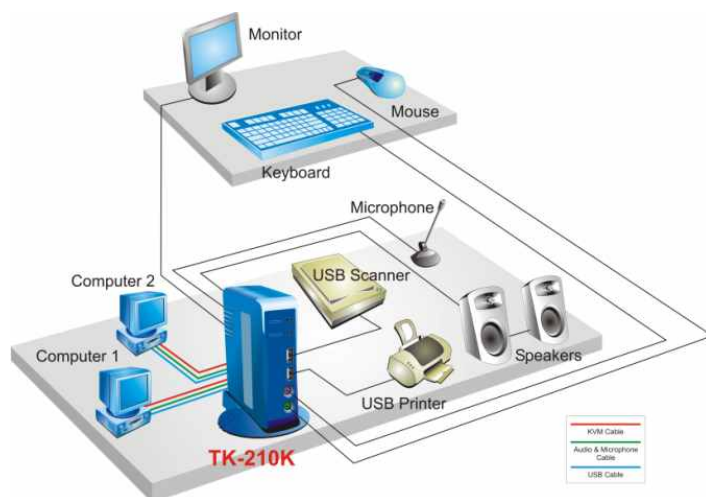 Monitor
Mouse
Keyboard
Microphone
USB Scanner
Computer 2
Computer 1
Speakers
USB Printer
TK-210K
KVM Cable
Audio & Microphone
Cable
USB Cable